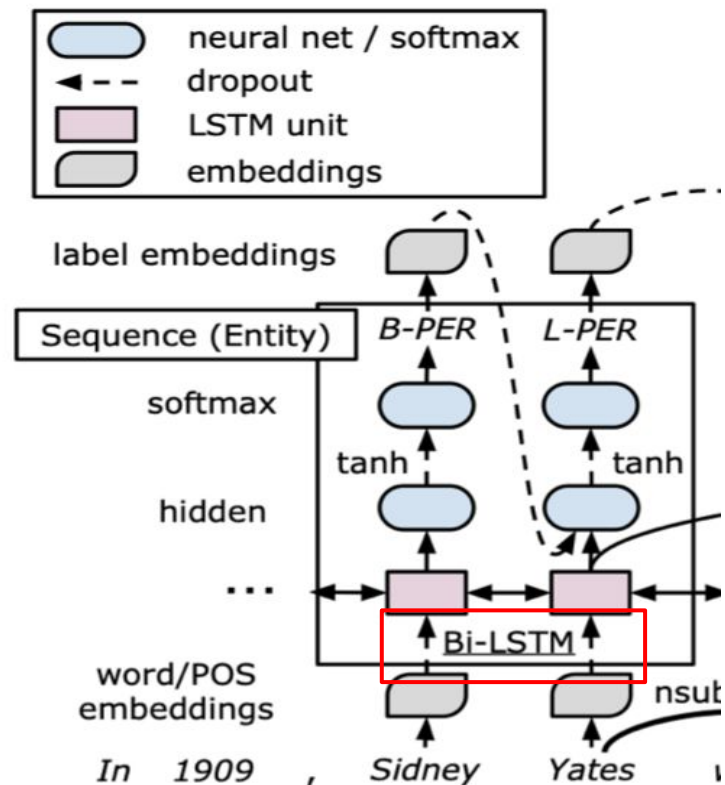 neural net / softmax
dropout
LSTM unit
embeddings
label embeddings
Sequence (Entity) B-PER L-PER
softmax
tanh tanh
hidden
...
Bi-LSTM
word/POS
embeddings
nsub
In 1909 , Sidney Yates